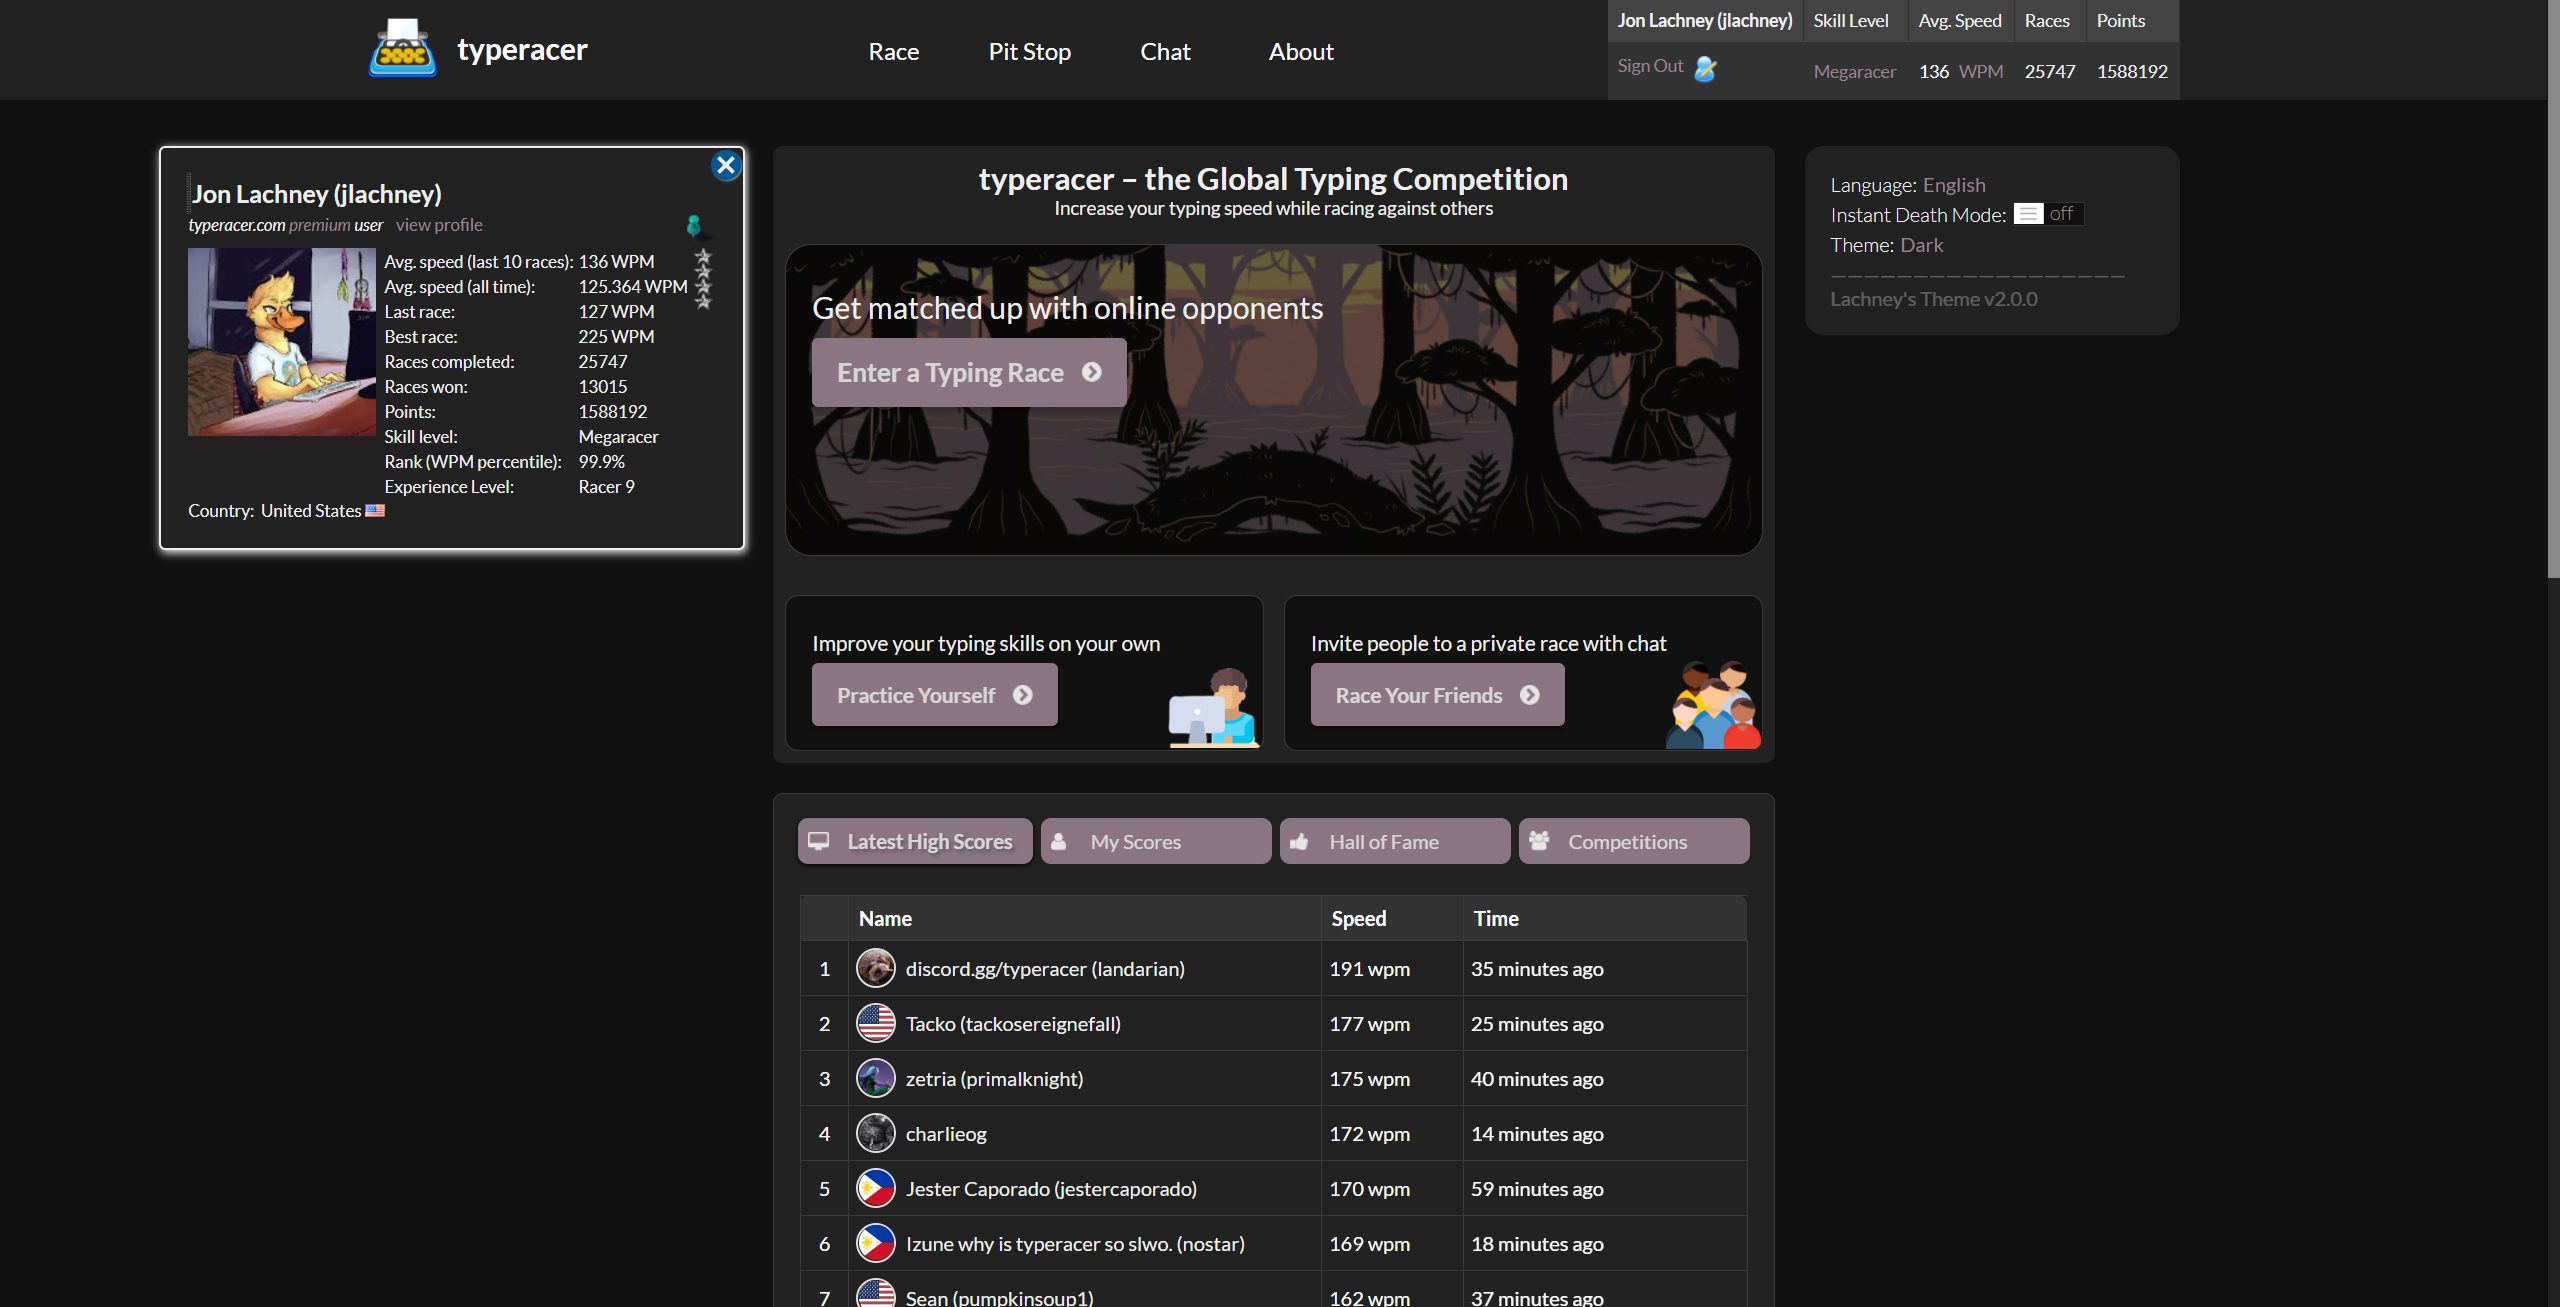 typeracer
Race
Pit Stop
Chat
About
Jon Lachney (jlachney) Skill Level Avg. Speed Races Points
Sign Out Megaracer 136 WPM 25747 1588192
Jon Lachney (jlachney)
typeracer.com premium user view profile
Avg. speed (last 10 races): 136 WPM
Avg. speed (all time): 125.364 WPM
Last race: 127 WPM
Best race: 225 WPM
Races completed: 25747
Races won: 13015
Points: 1588192
Skill level: Megaracer
Rank (WPM percentile): 99.9%
Experience Level: Racer 9
Country: United States
typeracer – the Global Typing Competition
Increase your typing speed while racing against others
Get matched up with online opponents
Enter a Typing Race
Improve your typing skills on your own
Practice Yourself
Invite people to a private race with chat
Race Your Friends
Language: English
Instant Death Mode: off
Theme: Dark
——————————————————
Lachney's Theme v2.0.0
Latest High Scores
My Scores
Hall of Fame
Competitions
Name Speed Time
1 discord.gg/typeracer (landarian) 191 wpm 35 minutes ago
2 Tacko (tackosereignefall) 177 wpm 25 minutes ago
3 zetria (primalknight) 175 wpm 40 minutes ago
4 charlieog 172 wpm 14 minutes ago
5 Jester Caporado (jestercaporado) 170 wpm 59 minutes ago
6 Izune why is typeracer so slwo. (nostar) 169 wpm 18 minutes ago
7 Sean (pumpkinsoup1) 162 wpm 37 minutes ago